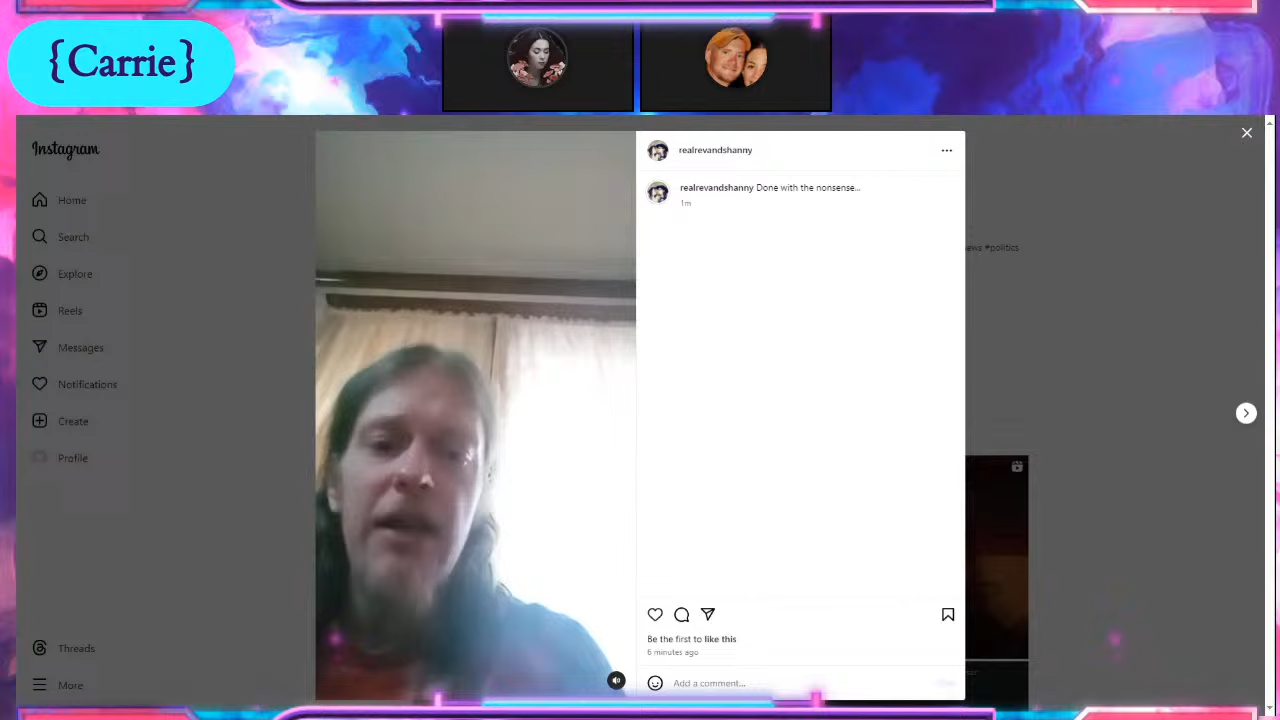 {Carrie}
Instagram
realrevandshanny
Home
realrevandshanny Done with the nonsense...
1m
Search
ews #politics
Explore
Reels
Messages
Notifications
Create
Profile
Be the first to like this
Threads
6 minutes ago
More
Add a comment...